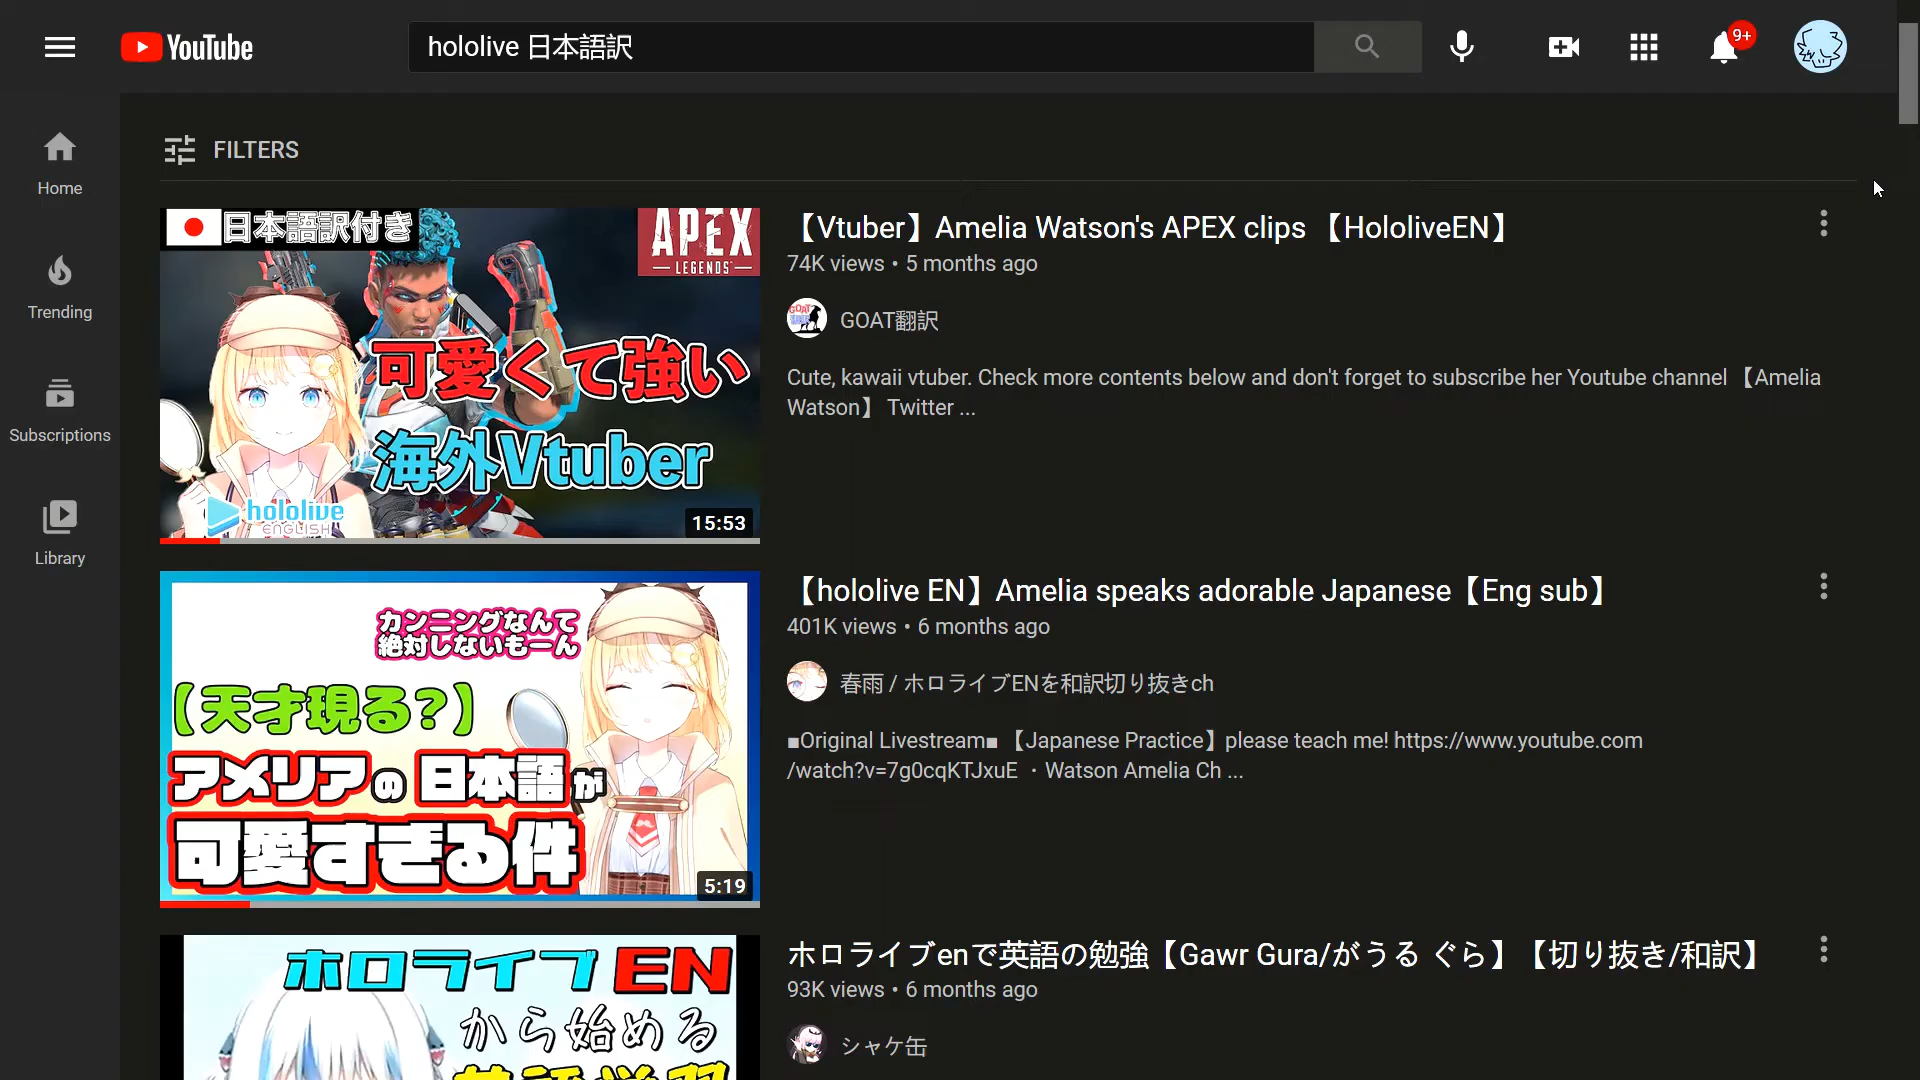 YouTube
hololive 日本語訳
9+
Home
Trending
Subscriptions
Library
FILTERS
日本語訳付き
APEX
LEGENDS
可愛くて強い
海外Vtuber
hololive
ENGLISH
15:53
【Vtuber】Amelia Watson's APEX clips 【HololiveEN】
74K views • 5 months ago
GOAT翻訳
Cute, kawaii vtuber. Check more contents below and don't forget to subscribe her Youtube channel 【Amelia
Watson】 Twitter ...
カンニングなんて
絶対しないもーん
【天才現る?】
アメリアの日本語が
可愛すぎる件
5:19
【hololive EN】Amelia speaks adorable Japanese【Eng sub】
401K views • 6 months ago
春雨 / ホロライブENを和訳切り抜きch
■Original Livestream■ 【Japanese Practice】please teach me! https://www.youtube.com
/watch?v=7g0cqKTJxuE ・Watson Amelia Ch ...
ホロライブEN
から始める
ホロライブenで英語の勉強【Gawr Gura/がうる ぐら】【切り抜き/和訳】
93K views • 6 months ago
シャケ缶